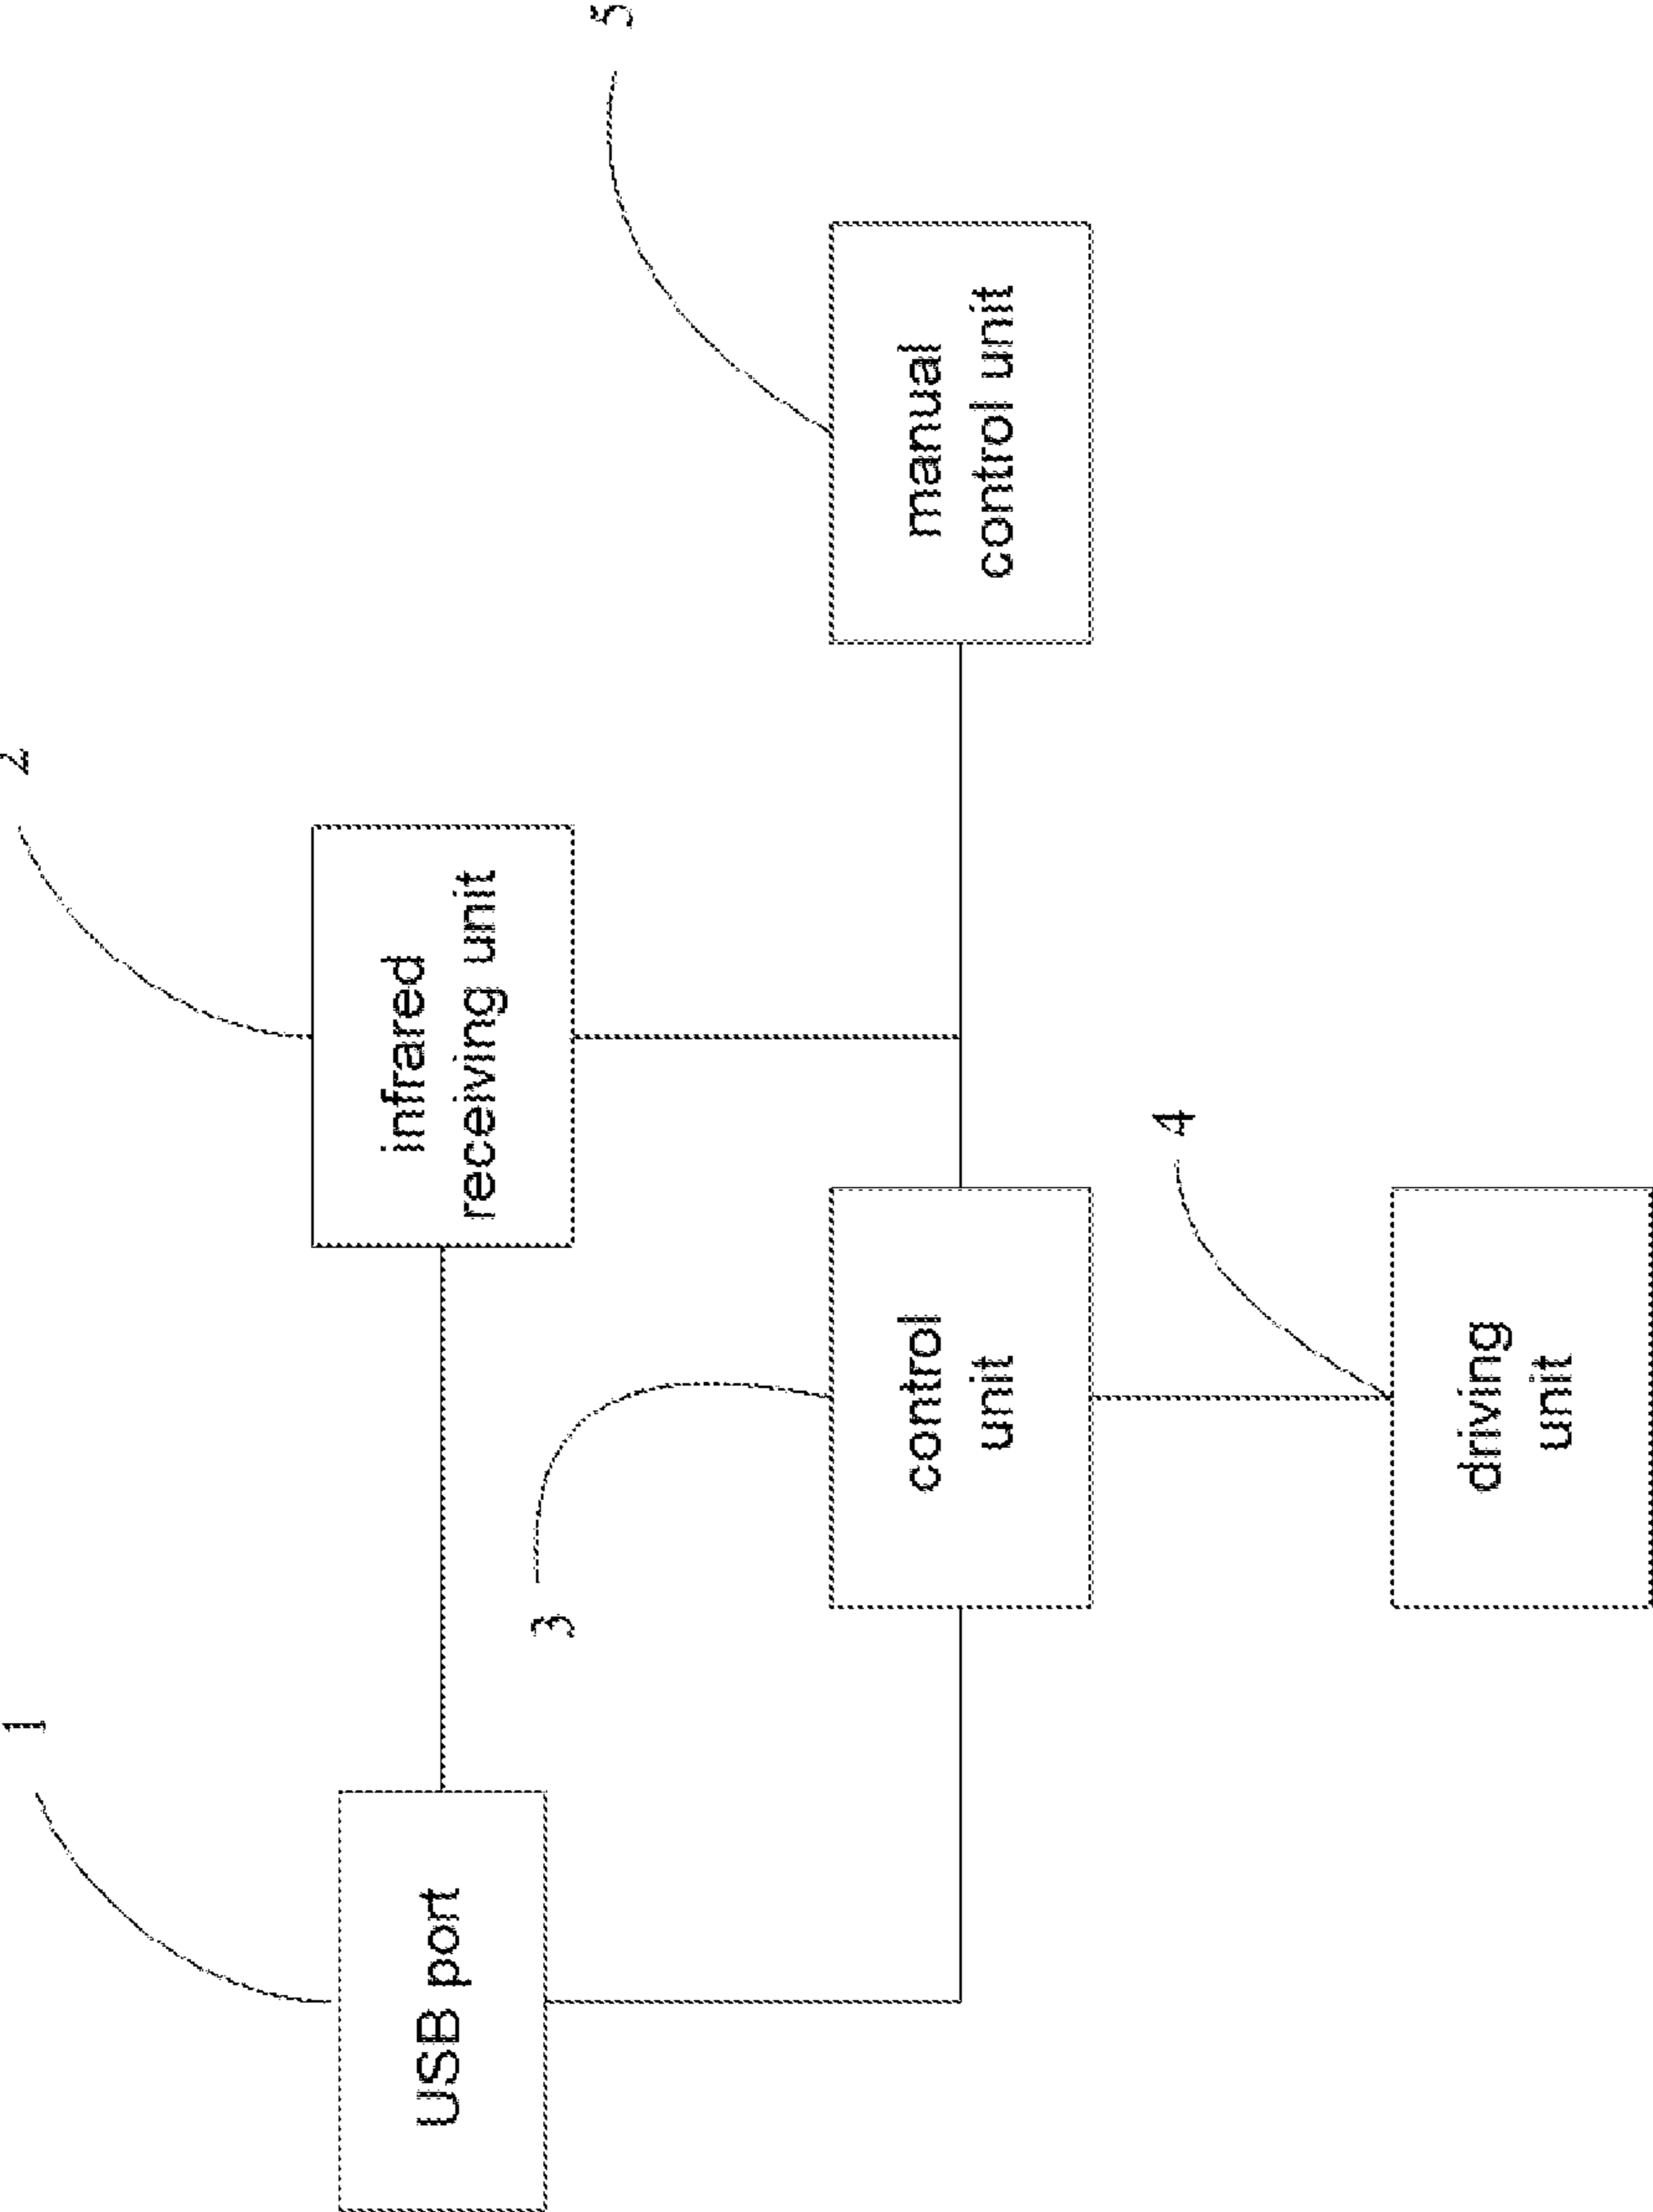 1
2
5
USB port
infrared
receiving unit
3
control
unit
manual
control unit
4
driving
unit